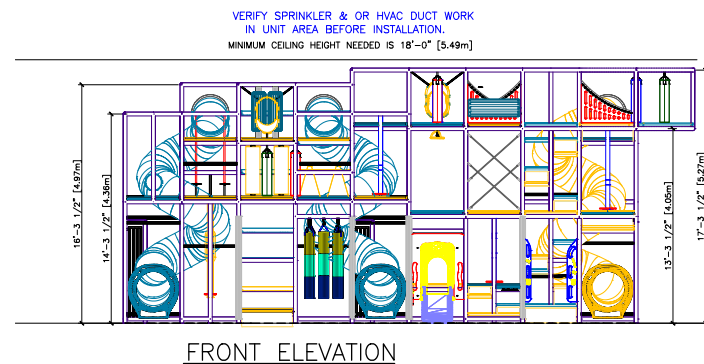 VERIFY SPRINKLER & OR HVAC DUCT WORK
IN UNIT AREA BEFORE INSTALLATION.
MINIMUM CEILING HEIGHT NEEDED IS 18'-0" [5.49m]
16'-3 1/2" [4.97m]
14'-3 1/2" [4.36m]
13'-3 1/2" [4.05m]
17'-3 1/2" [5.27m]
FRONT ELEVATION